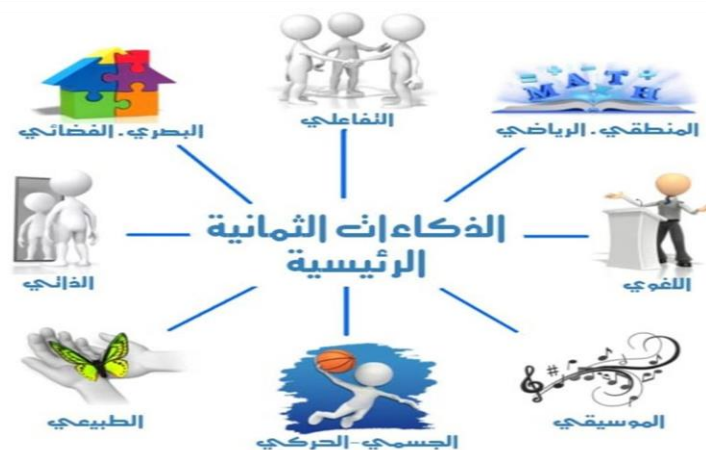 التفاعلي
المنطقي . الرياضي
البصري . الفضائي
MATH
الذكاءات الثمانية
الرئيسية
اللغوي
الذاتي
الموسيقي
الجسمي-الحركي
الطبيعي